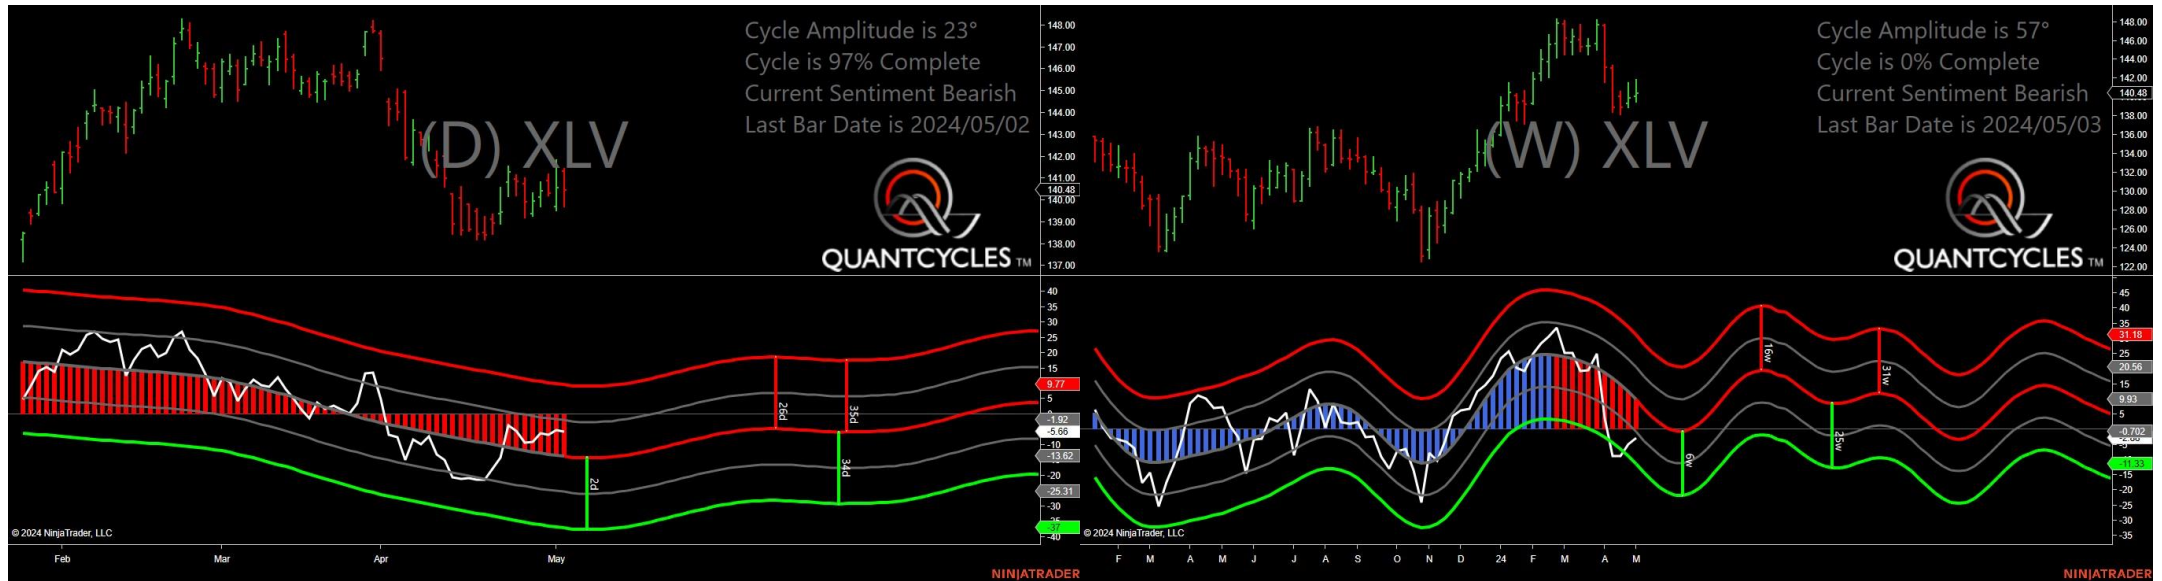 Cycle Amplitude is 23°
Cycle is 97% Complete
Current Sentiment Bearish
Last Bar Date is 2024/05/02
(D) XLV
QUANTCYCLES TM
148.00
147.00
146.00
145.00
144.00
143.00
142.00
141.00
140.48
140.00
139.00
138.00
137.00
40
35
30
25
20
15
9.77
5
-1.92
-5.66
-10
-13.62
-20
-25.31
-30
-37
-40
26d
35d
2d
34d
© 2024 NinjaTrader, LLC
Feb Mar Apr May
NINJATRADER
Cycle Amplitude is 57°
Cycle is 0% Complete
Current Sentiment Bearish
Last Bar Date is 2024/05/03
(W) XLV
QUANTCYCLES TM
148.00
146.00
144.00
142.00
140.48
138.00
136.00
134.00
132.00
130.00
128.00
126.00
124.00
122.00
45
40
35
31.18
25
20.56
15
9.93
5
-0.702
-11.33
-15
-20
-25
-30
-35
16w
31w
6w
25w
© 2024 NinjaTrader, LLC
F M A M J J A S O N D 24 F M A M
NINJATRADER